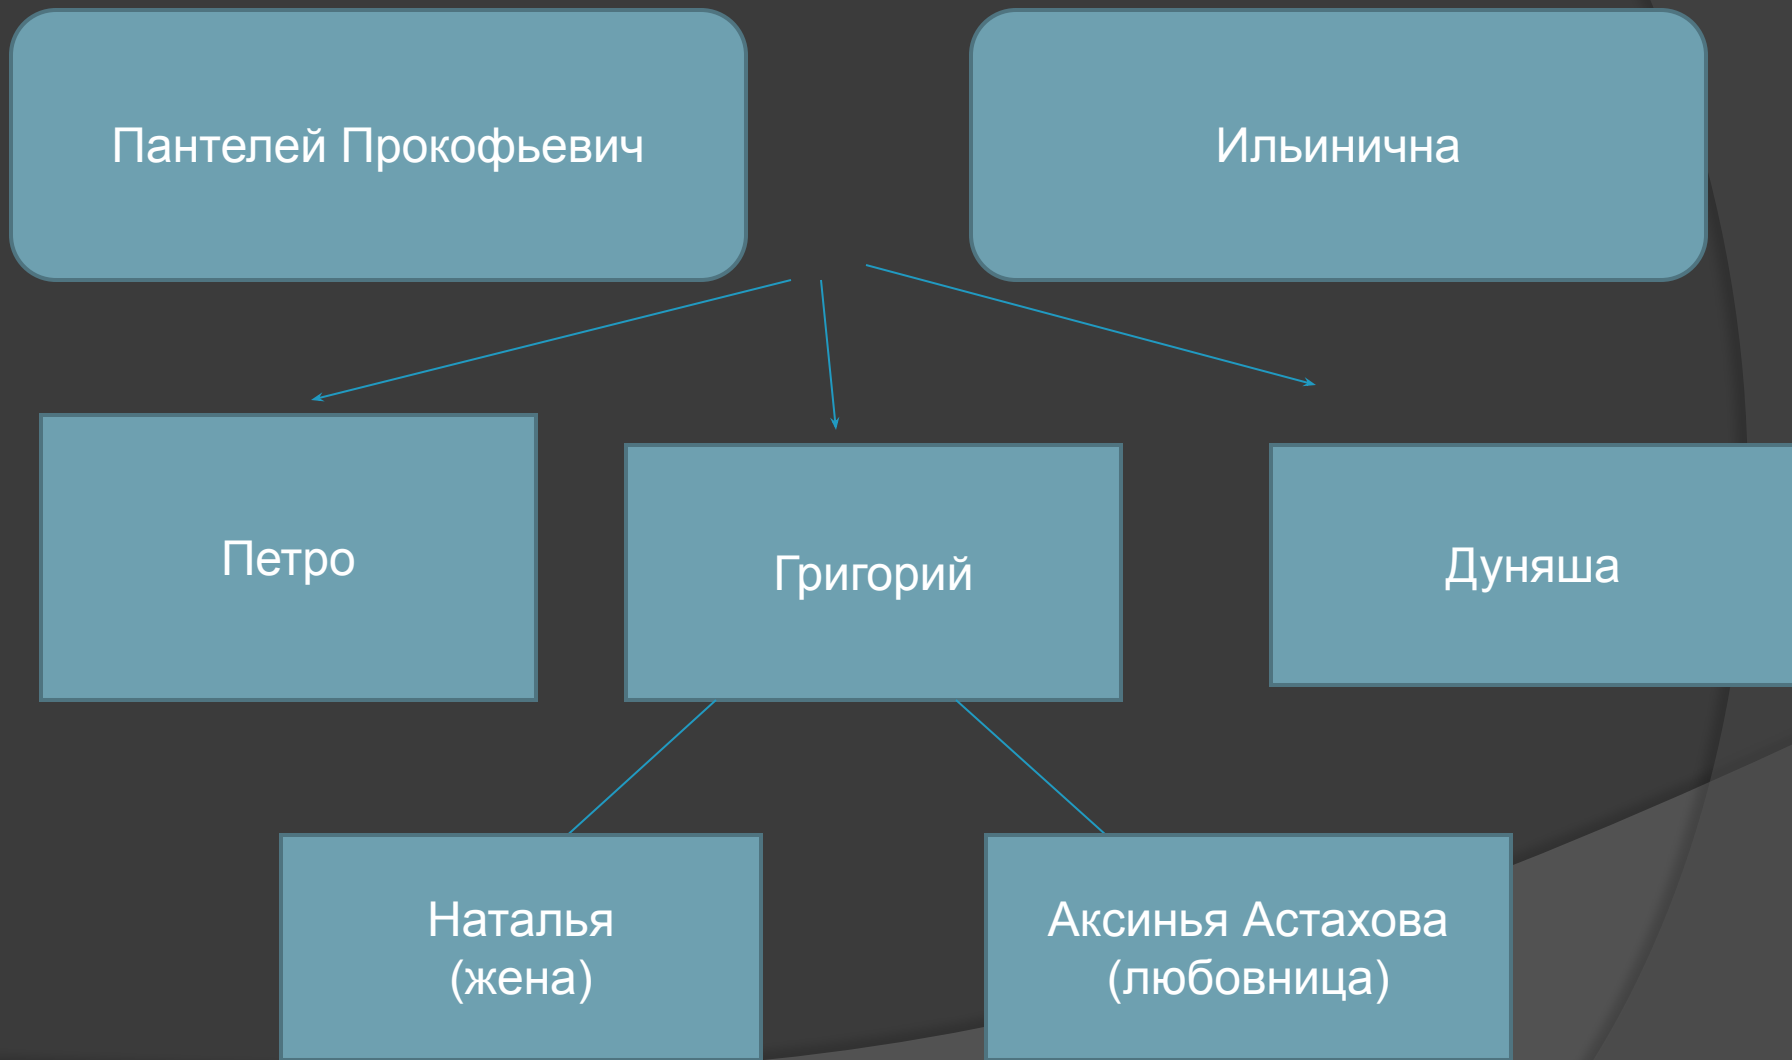 Пантелей Прокофьевич
Ильинична
Петро
Григорий
Дуняша
Наталья
(жена)
Аксинья Астахова
(любовница)